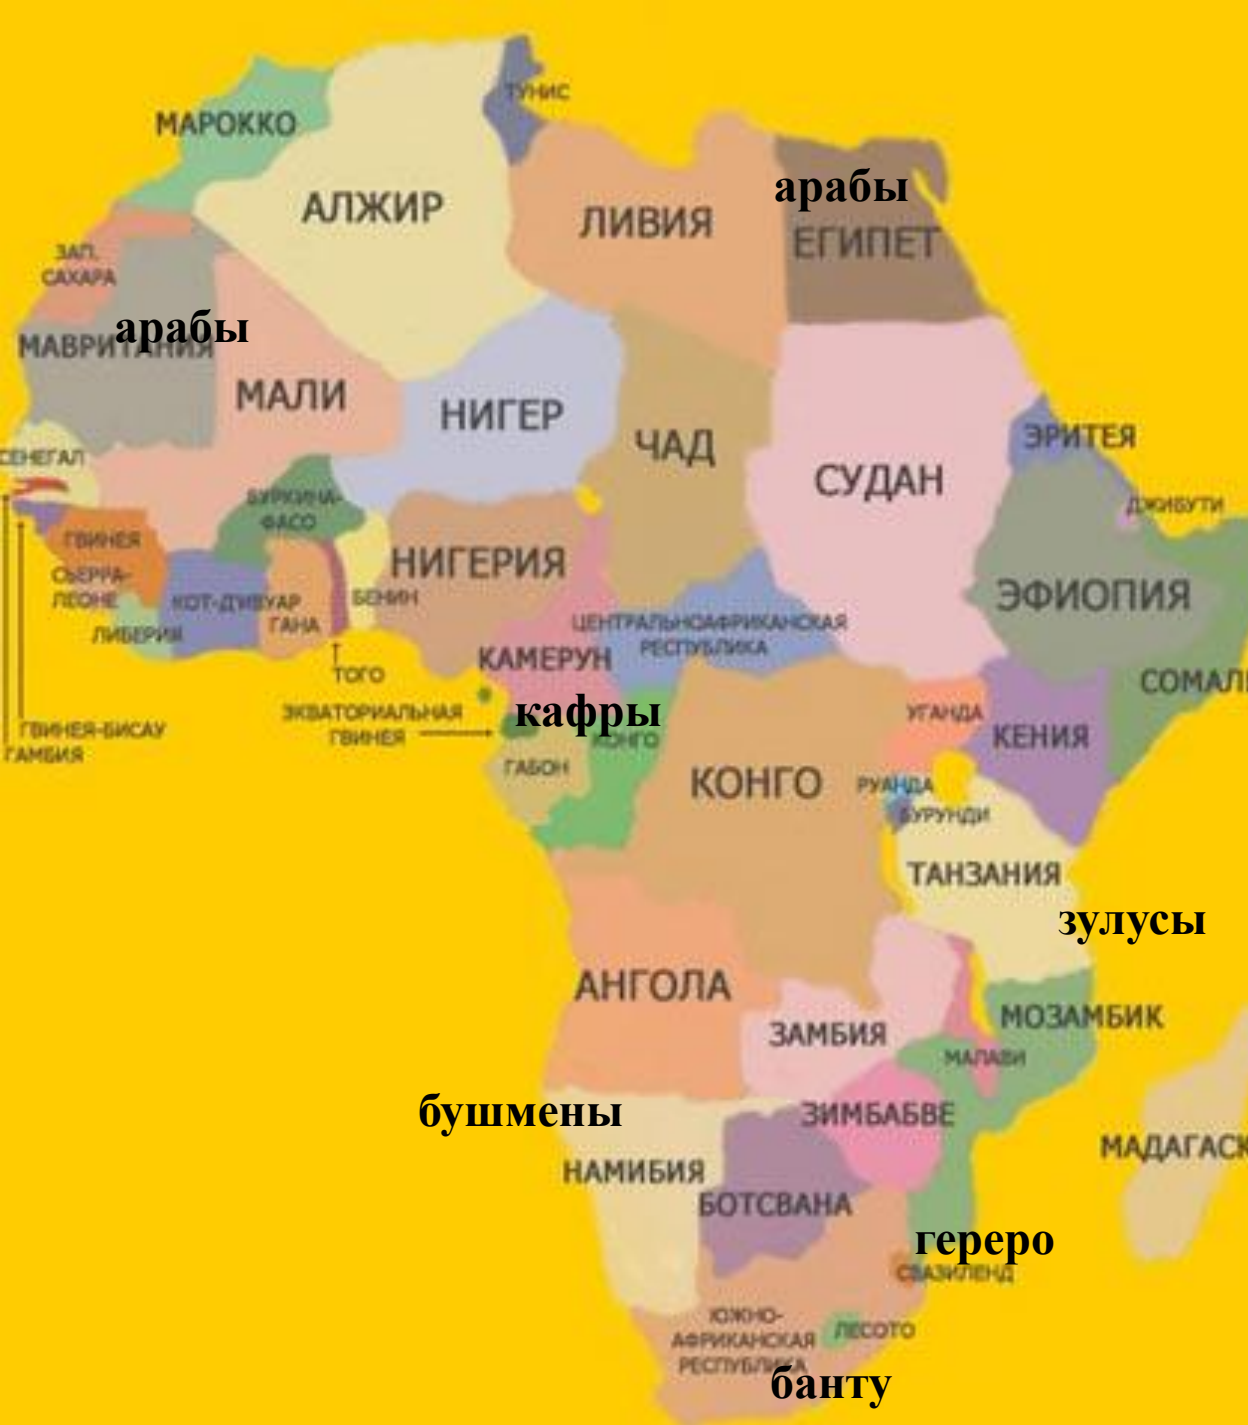 ТУНИС
МАРОККО
АЛЖИР
ЛИВИЯ
арабы
ЕГИПЕТ
ЗАП.
САХАРА
арабы
МАВРИТАНИЯ
МАЛИ
НИГЕР
ЧАД
СУДАН
ЭРИТЕЯ
СЕНЕГАЛ
БУРКИНА-
ФАСО
ДЖИБУТИ
ГВИНЕЯ
НИГЕРИЯ
СЬЕРРА-
ЛЕОНЕ
КОТ-Д'ИВУАР
ГАНА
БЕНИН
ЭФИОПИЯ
ЛИБЕРИЯ
ЦЕНТРАЛЬНОАФРИКАНСКАЯ
РЕСПУБЛИКА
КАМЕРУН
ТОГО
СОМАЛИ
ЭКВАТОРИАЛЬНАЯ
ГВИНЕЯ
кафры
УГАНДА
КЕНИЯ
ГВИНЕЯ-БИСАУ
ГАМБИЯ
КОНГО
ГАБОН
КОНГО
РУАНДА
БУРУНДИ
ТАНЗАНИЯ
зулусы
АНГОЛА
ЗАМБИЯ
МОЗАМБИК
МАЛАВИ
бушмены
ЗИМБАБВЕ
НАМИБИЯ
БОТСВАНА
МАДАГАСК
гереро
СВАЗИЛЕНД
ЮЖНО-
АФРИКАНСКАЯ
РЕСПУБЛИКА
ЛЕСОТО
банту